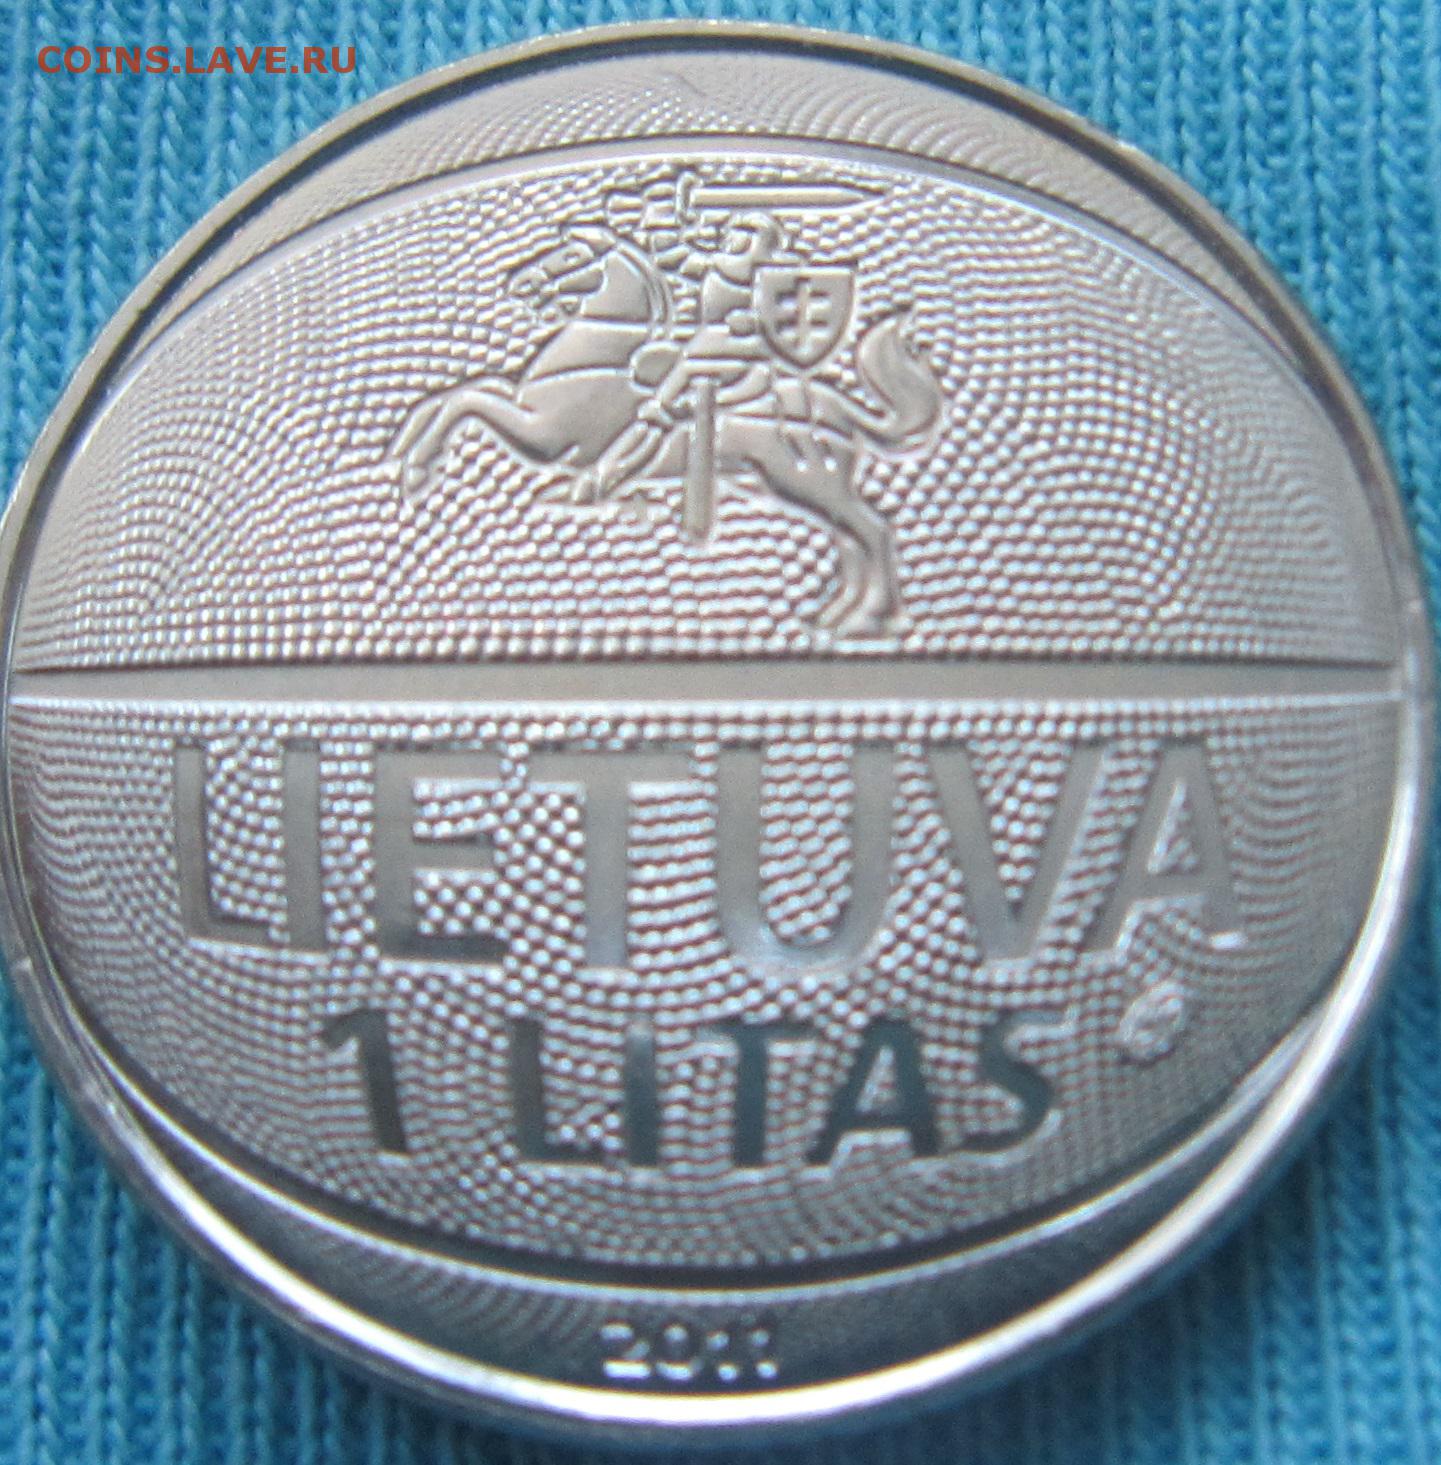 COINS.LAVE.RU
LIETUVA
1 LITAS
2011